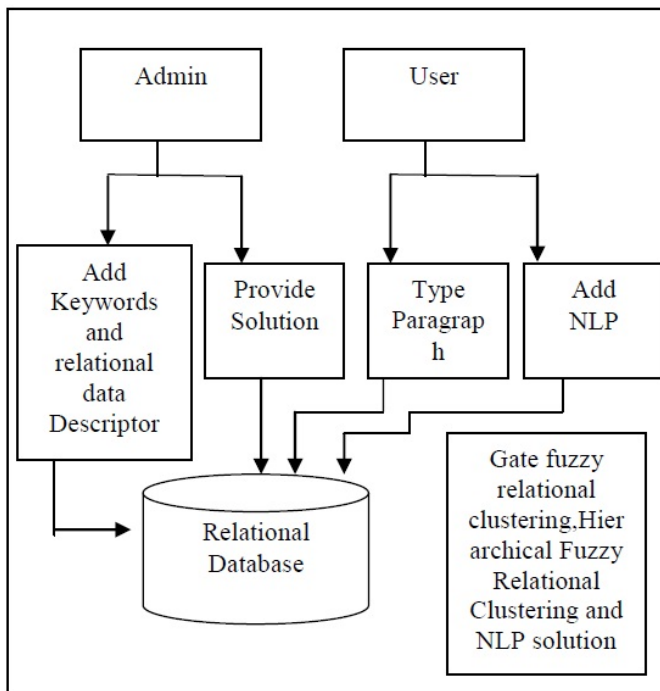 Admin
User
Add
Keywords
and
relational
data
Descriptor
Provide
Solution
Type
Paragrap
h
Add
NLP
Relational
Database
Gate fuzzy
relational
clustering,Hier
archical Fuzzy
Relational
Clustering and
NLP solution